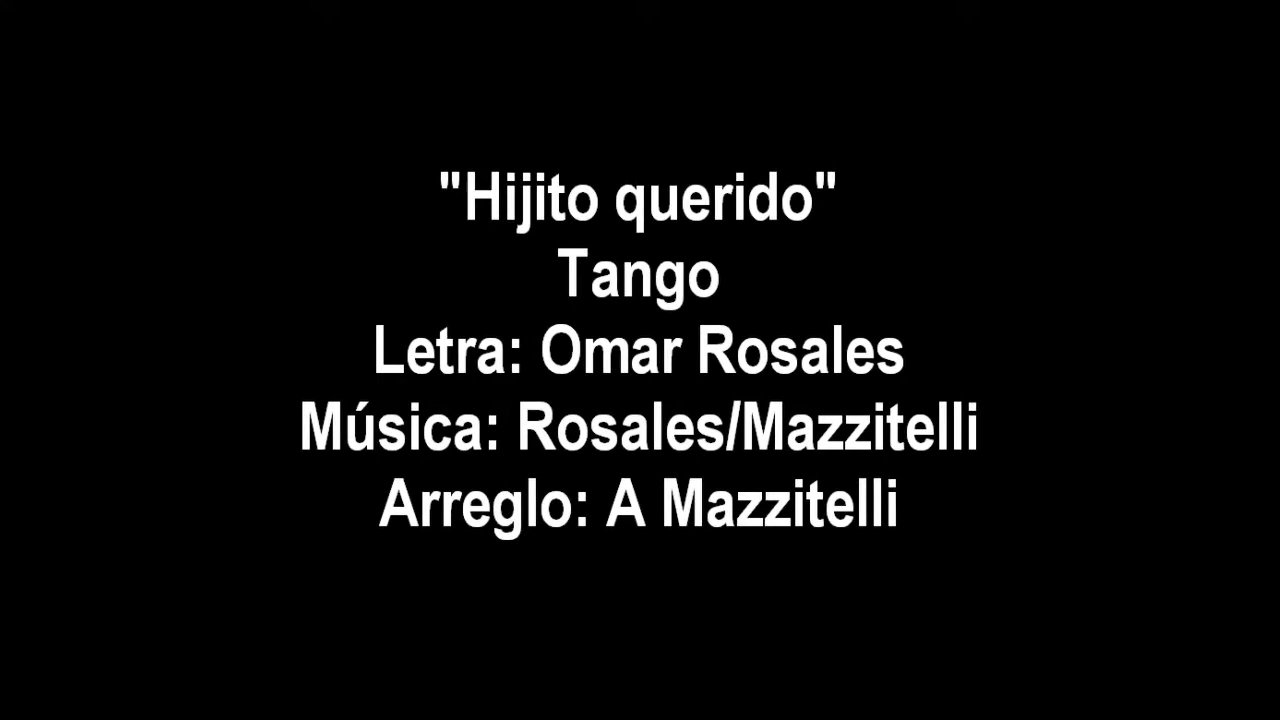 "Hijito querido"
Tango
Letra: Omar Rosales
Música: Rosales/Mazzitelli
Arreglo: A Mazzitelli